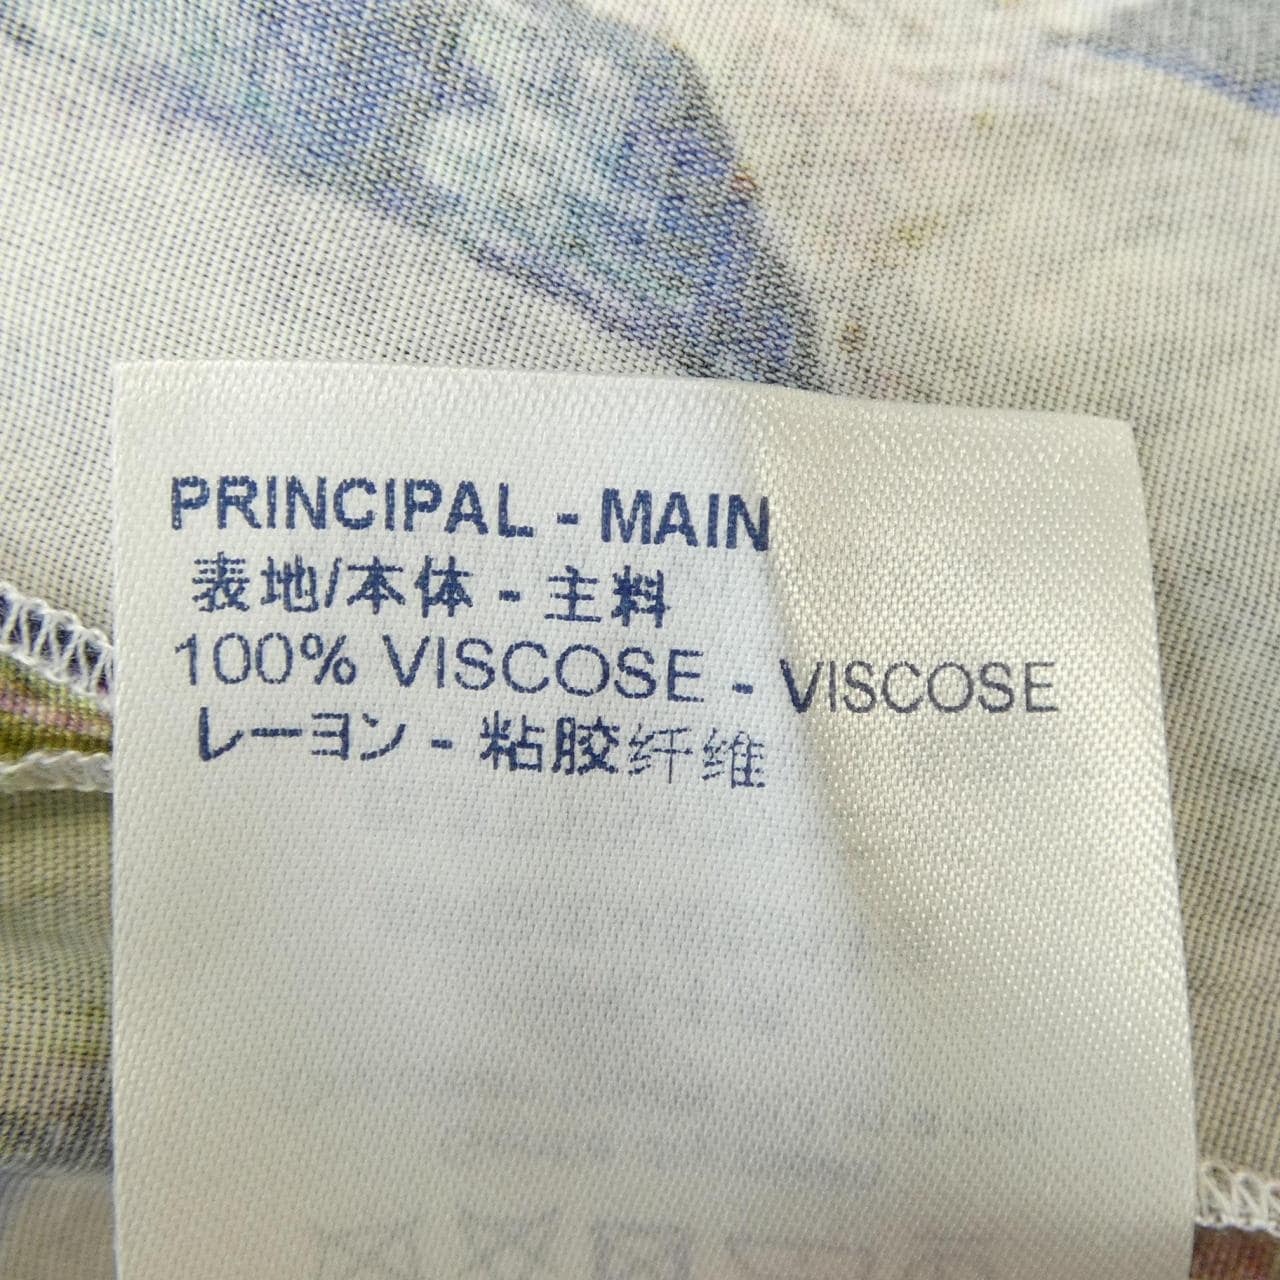 PRINCIPAL - MAIN
表地/本体 - 主料
100% VISCOSE - VISCOSE
レーヨン - 粘胶纤维